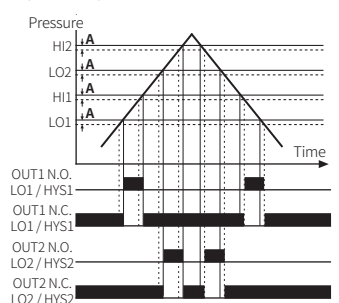 Pressure
A
HI2
A
LO2
A
HI1
A
LO1
Time
OUT1 N.O.
LO1 / HYS1
OUT1 N.C.
LO1 / HYS1
OUT2 N.O.
LO2 / HYS2
OUT2 N.C.
LO2 / HYS2